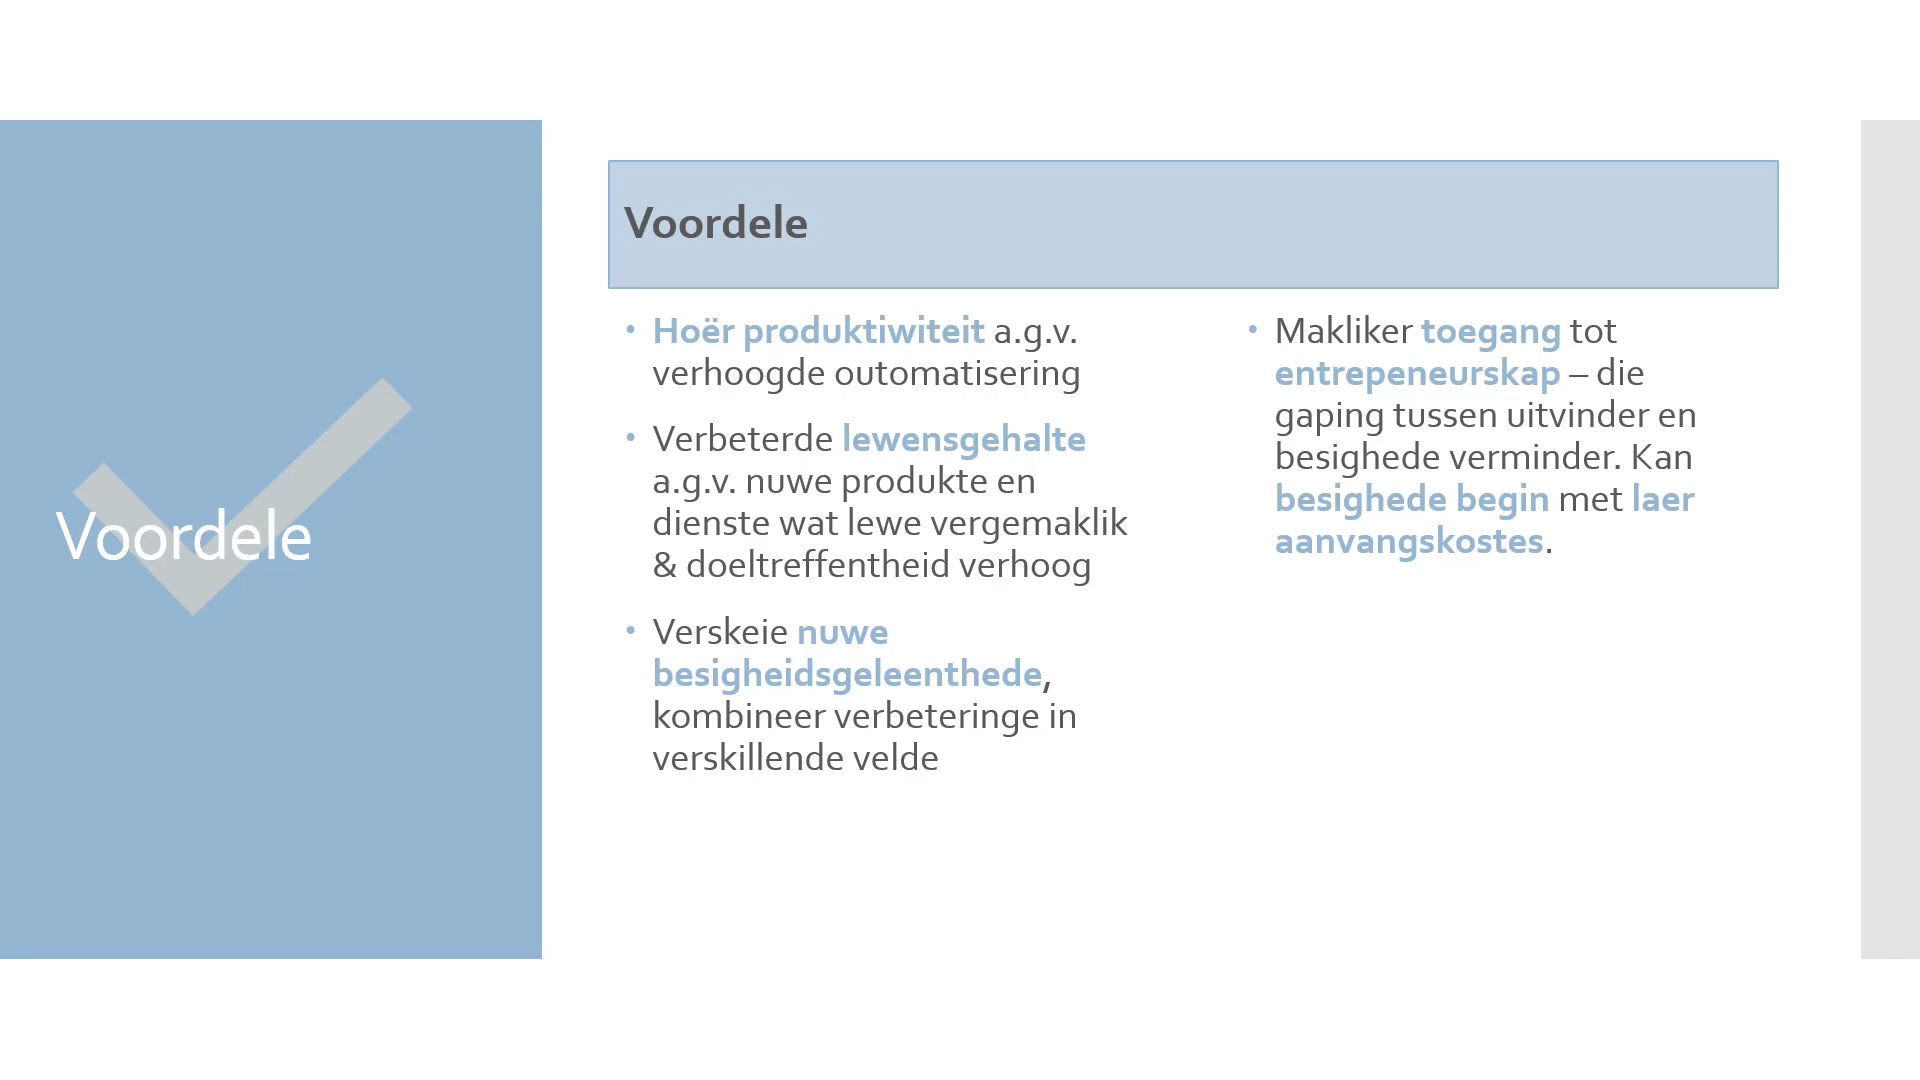 Voordele
Voordele
• Hoër produktiwiteit a.g.v.
verhoogde outomatisering
• Verbeterde lewensgehalte
a.g.v. nuwe produkte en
dienste wat lewe vergemaklik
& doeltreffentheid verhoog
• Verskeie nuwe
besigheidsgeleenthede,
kombineer verbeteringe in
verskillende velde
• Makliker toegang tot
entrepeneurskap – die
gaping tussen uitvinder en
besighede verminder. Kan
besighede begin met laer
aanvangskostes.